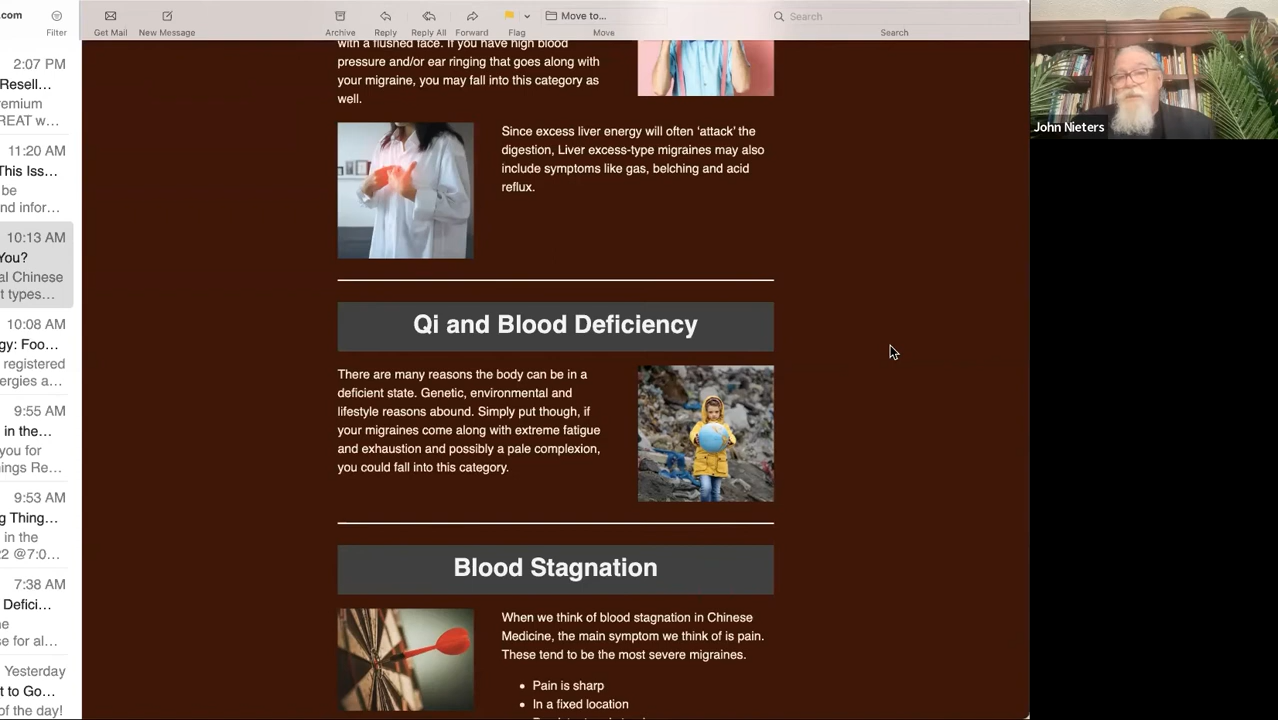 .com
Filter
Get Mail
New Message
Archive
Reply
Reply All
Forward
Flag
Move to...
Move
Search
Search
2:07 PM
Resell...
remium
REAT w...
11:20 AM
This Iss...
be
nd infor...
10:13 AM
You?
al Chinese
t types...
10:08 AM
gy: Foo...
registered
ergies a...
9:55 AM
in the...
you for
ings Re...
9:53 AM
g Thing...
in the
22 @7:0...
7:38 AM
Defici...
he
se for al...
Yesterday
t to Go...
of the day!
with a flushed face. If you have high blood
pressure and/or ear ringing that goes along with
your migraine, you may fall into this category as
well.
Since excess liver energy will often ‘attack’ the
digestion, Liver excess-type migraines may also
include symptoms like gas, belching and acid
reflux.
Qi and Blood Deficiency
There are many reasons the body can be in a
deficient state. Genetic, environmental and
lifestyle reasons abound. Simply put though, if
your migraines come along with extreme fatigue
and exhaustion and possibly a pale complexion,
you could fall into this category.
Blood Stagnation
When we think of blood stagnation in Chinese
Medicine, the main symptom we think of is pain.
These tend to be the most severe migraines.
• Pain is sharp
• In a fixed location
John Nieters